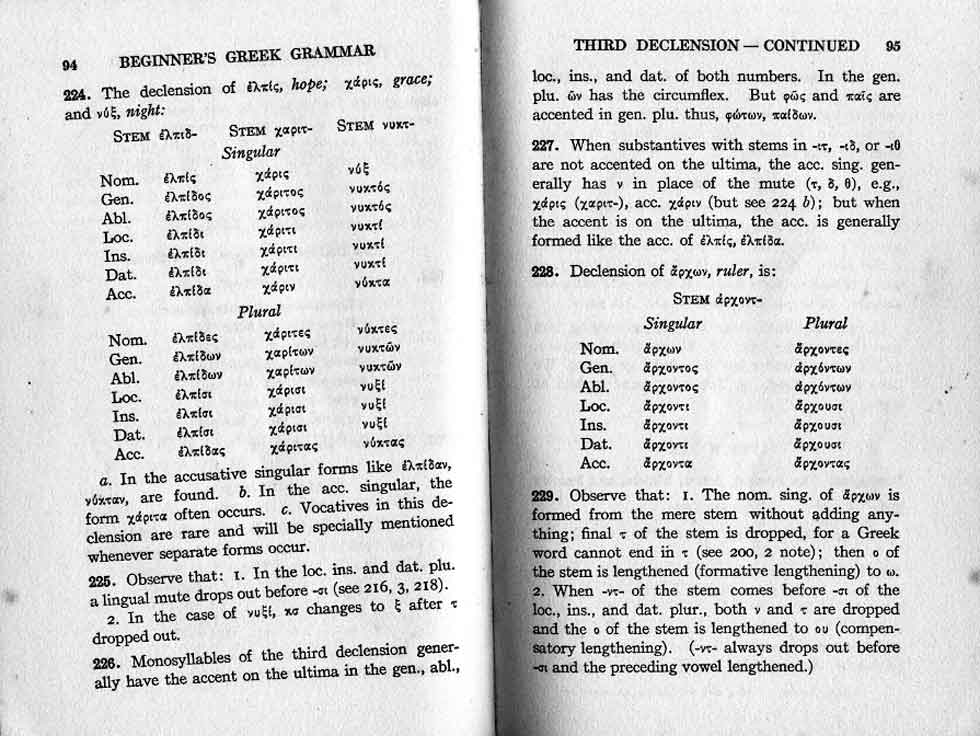 94 BEGINNER'S GREEK GRAMMAR
224. The declension of ἐλπίς, hope; χάρις, grace;
and νύξ, night:
STEM ἐλπιδ- STEM χαριτ- STEM νυκτ-
Singular
Nom. ἐλπίς χάρις νύξ
Gen. ἐλπίδος χάριτος νυκτός
Abl. ἐλπίδος χάριτος νυκτός
Loc. ἐλπίδι χάριτι νυκτί
Ins. ἐλπίδι χάριτι νυκτί
Dat. ἐλπίδι χάριτι νυκτί
Acc. ἐλπίδα χάριν νύκτα
Plural
Nom. ἐλπίδες χάριτες νύκτες
Gen. ἐλπίδων χαρίτων νυκτῶν
Abl. ἐλπίδων χαρίτων νυκτῶν
Loc. ἐλπίσι χάρισι νυξί
Ins. ἐλπίσι χάρισι νυξί
Dat. ἐλπίσι χάρισι νυξί
Acc. ἐλπίδας χάριτας νύκτας
a. In the accusative singular forms like ἐλπίδαν,
νύκταν, are found. b. In the acc. singular, the
form χάριτα often occurs. c. Vocatives in this de-
clension are rare and will be specially mentioned
whenever separate forms occur.
225. Observe that: 1. In the loc. ins. and dat. plu.
a lingual mute drops out before -σι (see 216, 3, 218).
2. In the case of νυξί, κσ changes to ξ after τ
dropped out.
226. Monosyllables of the third declension gener-
ally have the accent on the ultima in the gen., abl.,
THIRD DECLENSION — CONTINUED 95
loc., ins., and dat. of both numbers. In the gen.
plu. ῶν has the circumflex. But φῶς and παῖς are
accented in gen. plu. thus, φώτων, παίδων.
227. When substantives with stems in -ιτ, -ιδ, or -ιθ
are not accented on the ultima, the acc. sing. gen-
erally has ν in place of the mute (τ, δ, θ), e.g.,
χάρις (χαριτ-), acc. χάριν (but see 224 b); but when
the accent is on the ultima, the acc. is generally
formed like the acc. of ἐλπίς, ἐλπίδα.
228. Declension of ἄρχων, ruler, is:
STEM ἀρχοντ-
Singular Plural
Nom. ἄρχων ἄρχοντες
Gen. ἄρχοντος ἀρχόντων
Abl. ἄρχοντος ἀρχόντων
Loc. ἄρχοντι ἄρχουσι
Ins. ἄρχοντι ἄρχουσι
Dat. ἄρχοντι ἄρχουσι
Acc. ἄρχοντα ἄρχοντας
229. Observe that: 1. The nom. sing. of ἄρχων is
formed from the mere stem without adding any-
thing; final τ of the stem is dropped, for a Greek
word cannot end in τ (see 200, 2 note); then ο of
the stem is lengthened (formative lengthening) to ω.
2. When -ντ- of the stem comes before -σι of the
loc., ins., and dat. plur., both ν and τ are dropped
and the ο of the stem is lengthened to ου (compen-
satory lengthening). (-ντ- always drops out before
-σι and the preceding vowel lengthened.)